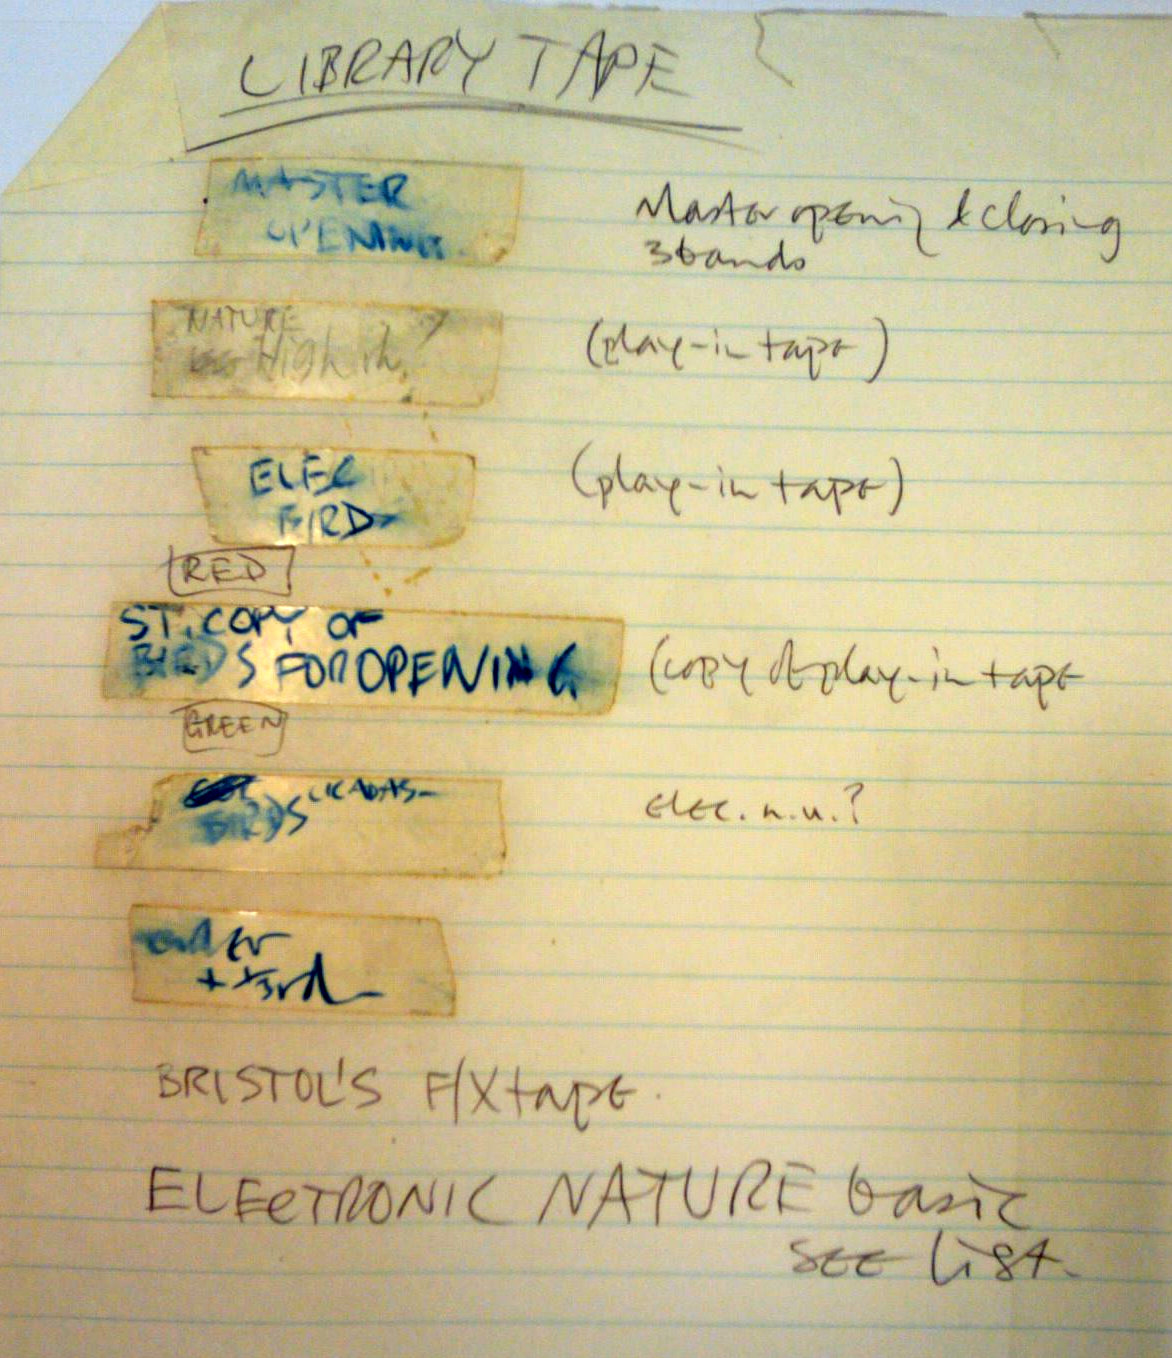 LIBRARY TAPE
MASTER
OPENING
Master opening & closing
3 bands
NATURE
High
(play-in tape)
ELEC
BIRD
(play-in tape)
RED
ST. COPY OF
BIRDS FOR OPENING
(copy of play-in tape
GREEN
CICADAS
BIRDS
elec. n.u.?
BRISTOL'S F/X tape.
ELECTRONIC NATURE basic
SEE list.